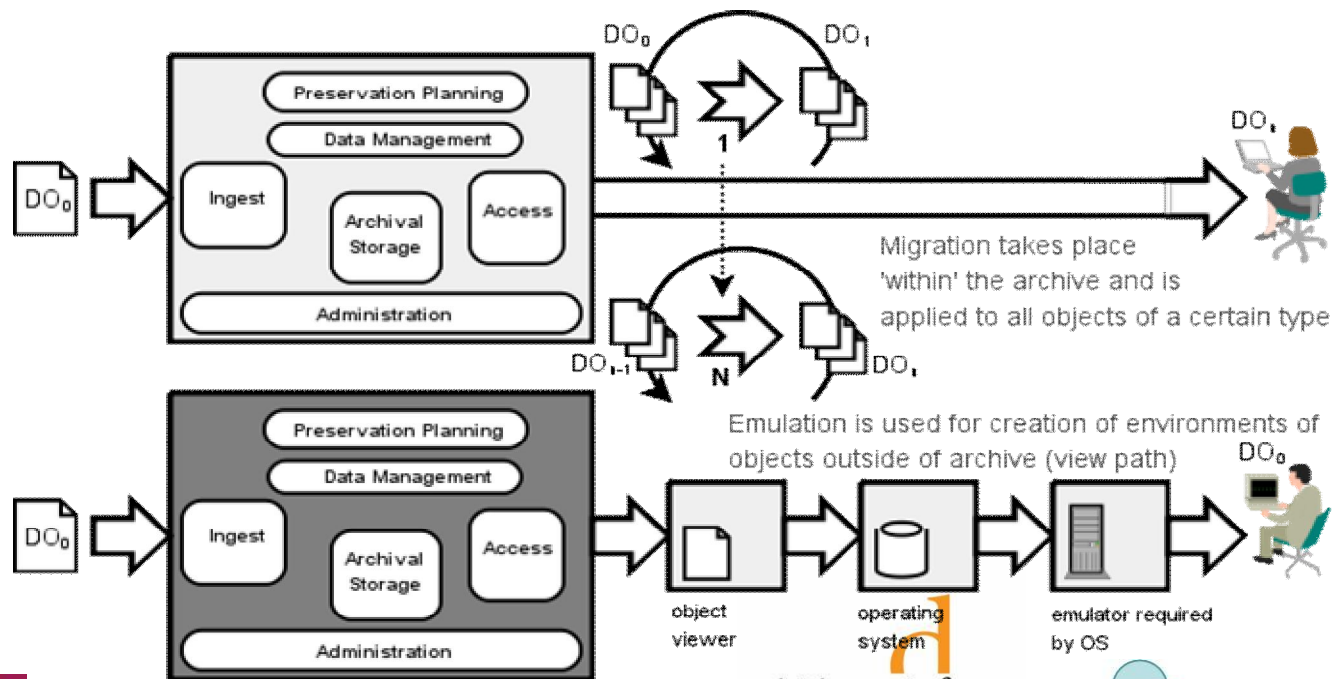 DO₀
Preservation Planning
Data Management
Ingest
Archival
Storage
Access
Administration
DO₀
DO₁
1
DOₜ
Migration takes place
'within' the archive and is
applied to all objects of a certain type
DOₜ₋₁
N
DOₜ
Emulation is used for creation of environments of
objects outside of archive (view path)
DO₀
Preservation Planning
Data Management
Ingest
Archival
Storage
Access
Administration
object
viewer
operating
system
emulator required
by OS
DO₀
d